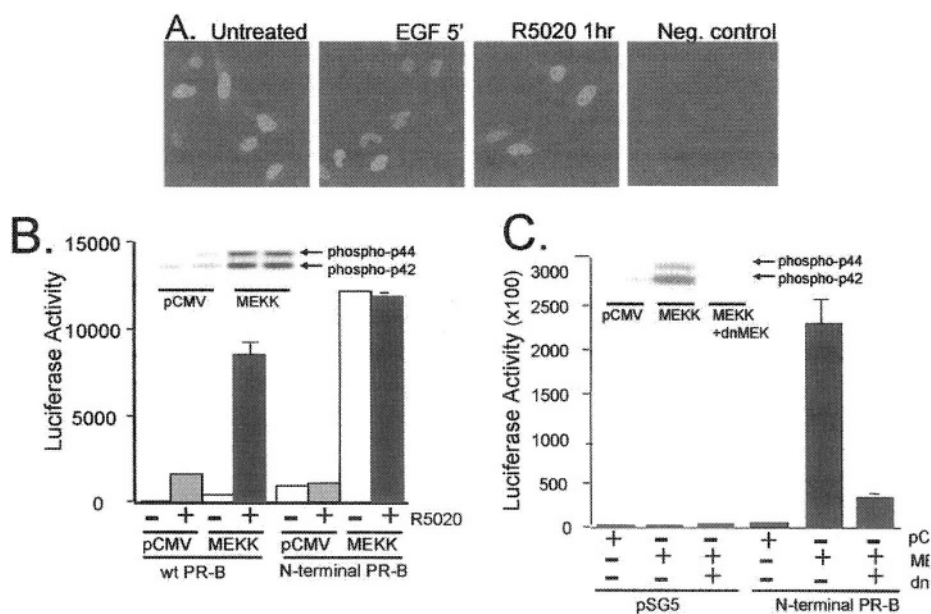 A.
Untreated EGF 5' R5020 1hr Neg. control
B.
Luciferase Activity
15000
10000
5000
0
phospho-p44
phospho-p42
pCMV MEKK
- + - + - + - + R5020
pCMV MEKK pCMV MEKK
wt PR-B N-terminal PR-B
C.
Luciferase Activity (x100)
3000
2500
2000
1500
1000
500
0
phospho-p44
phospho-p42
pCMV MEKK MEKK
+dnMEK
+ - - + - - pC
- + + - + +
- - + - - + dn
pSG5 N-terminal PR-B